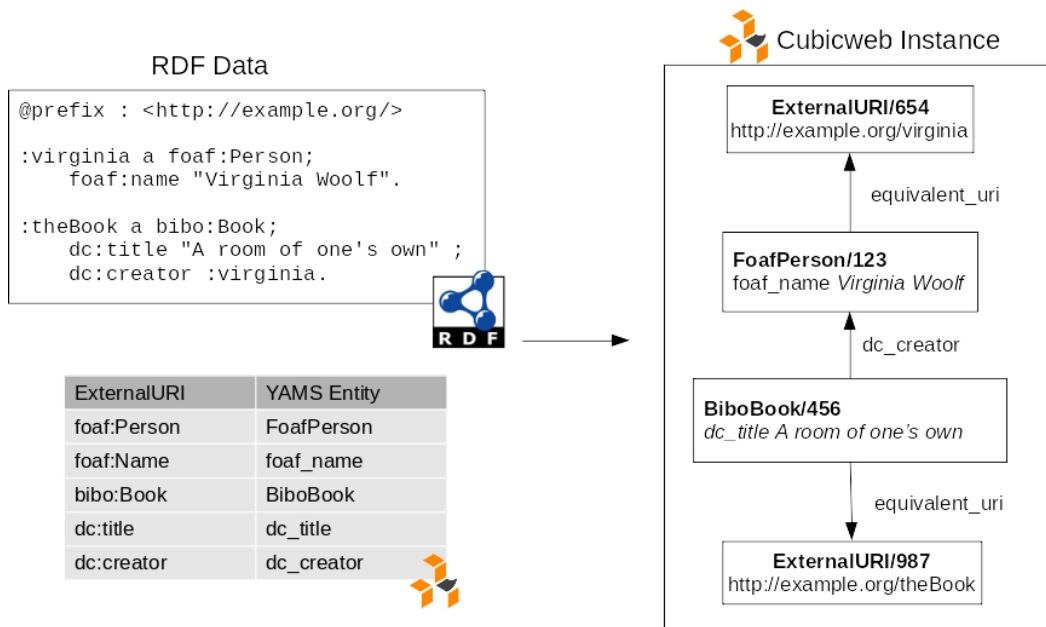 RDF Data
@prefix : <http://example.org/>
:virginia a foaf:Person;
foaf:name "Virginia Woolf".
:theBook a bibo:Book;
dc:title "A room of one's own" ;
dc:creator :virginia.
RDF
ExternalURI YAMS Entity
foaf:Person FoafPerson
foaf:Name foaf_name
bibo:Book BiboBook
dc:title dc_title
dc:creator dc_creator
Cubicweb Instance
ExternalURI/654
http://example.org/virginia
equivalent_uri
FoafPerson/123
foaf_name Virginia Woolf
dc_creator
BiboBook/456
dc_title A room of one’s own
equivalent_uri
ExternalURI/987
http://example.org/theBook